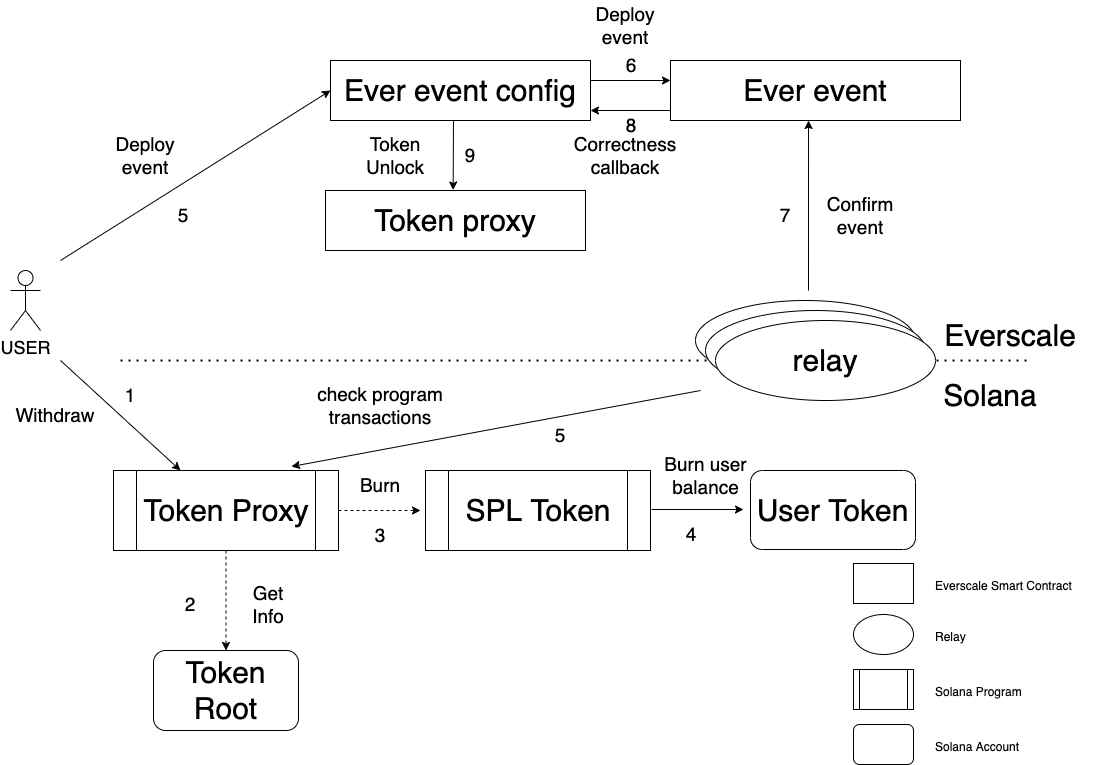 Deploy
event
6
Ever event config
Ever event
8
Correctness
callback
Token
Unlock
9
Deploy
event
5
Token proxy
7
Confirm
event
USER
Everscale
relay
Solana
1
Withdraw
check program
transactions
5
Token Proxy
Burn
3
SPL Token
Burn user
balance
4
User Token
2
Get
Info
Token
Root
Everscale Smart Contract
Relay
Solana Program
Solana Account